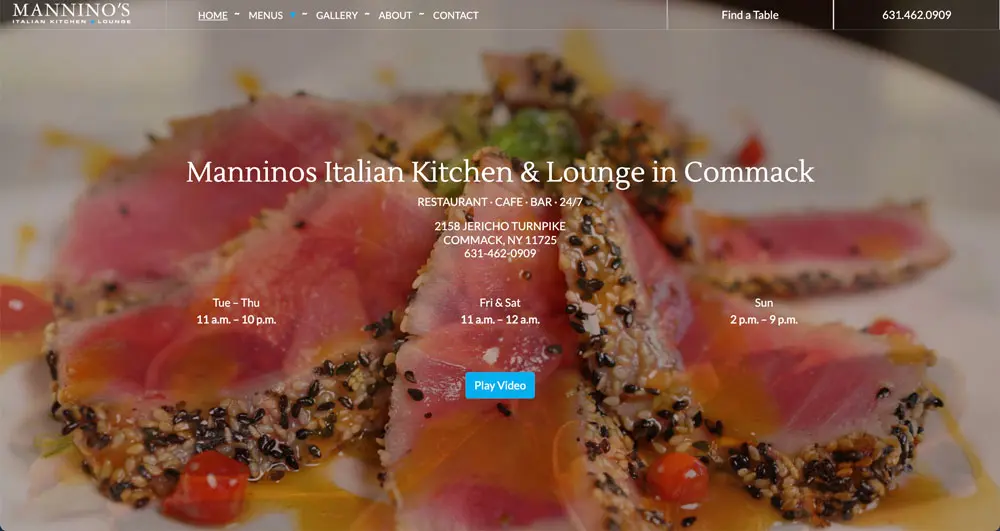 MANNINO'S
ITALIAN KITCHEN + LOUNGE
HOME ~ MENUS ~ GALLERY ~ ABOUT ~ CONTACT
Find a Table
631.462.0909
Manninos Italian Kitchen & Lounge in Commack
RESTAURANT · CAFE · BAR · 24/7
2158 JERICHO TURNPIKE
COMMACK, NY 11725
631-462-0909
Tue – Thu
11 a.m. – 10 p.m.
Fri & Sat
11 a.m. – 12 a.m.
Sun
2 p.m. – 9 p.m.
Play Video